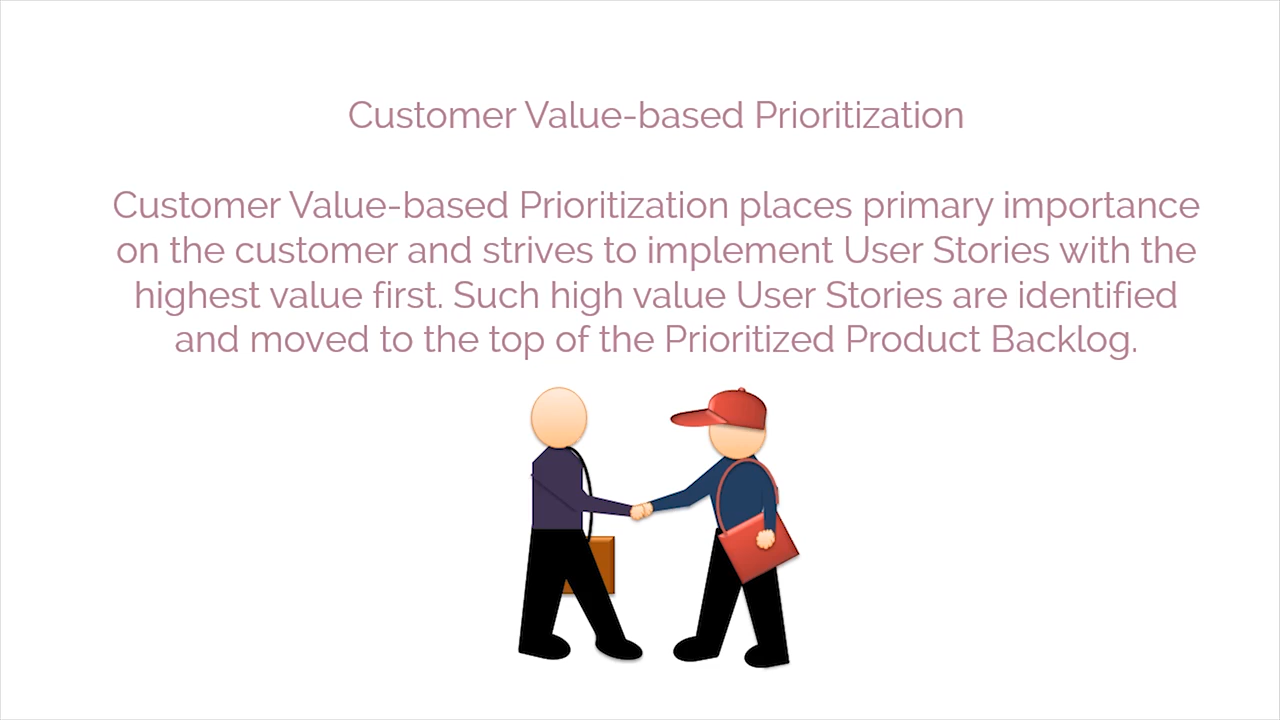 Customer Value-based Prioritization
Customer Value-based Prioritization places primary importance
on the customer and strives to implement User Stories with the
highest value first. Such high value User Stories are identified
and moved to the top of the Prioritized Product Backlog.